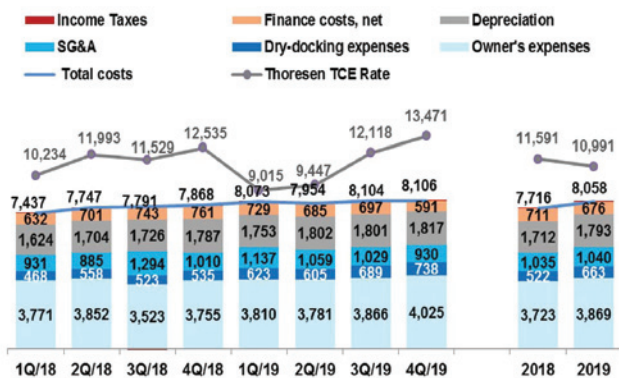 Income Taxes Finance costs, net Depreciation
SG&A Dry-docking expenses Owner's expenses
Total costs Thoresen TCE Rate
10,234 11,993 11,529 12,535 9,015 9,447 12,118 13,471 11,591 10,991
7,437 7,747 7,791 7,868 8,073 7,954 8,104 8,106 7,716 8,058
632 701 743 761 729 685 697 591 711 676
1,624 1,704 1,726 1,787 1,753 1,802 1,801 1,817 1,712 1,793
931 885 1,294 1,010 1,137 1,059 1,029 930 1,035 1,040
468 558 523 535 623 605 689 738 522 663
3,771 3,852 3,523 3,755 3,810 3,781 3,866 4,025 3,723 3,869
1Q/18 2Q/18 3Q/18 4Q/18 1Q/19 2Q/19 3Q/19 4Q/19 2018 2019